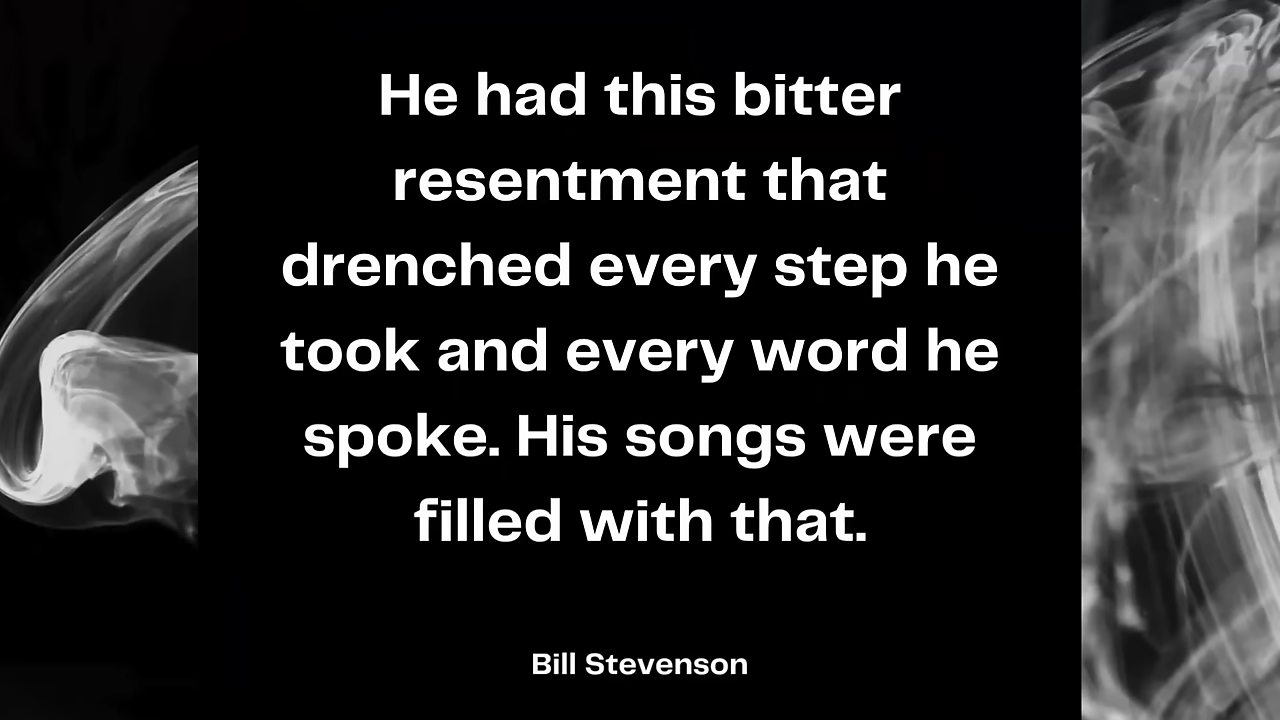 He had this bitter
resentment that
drenched every step he
took and every word he
spoke. His songs were
filled with that.
Bill Stevenson